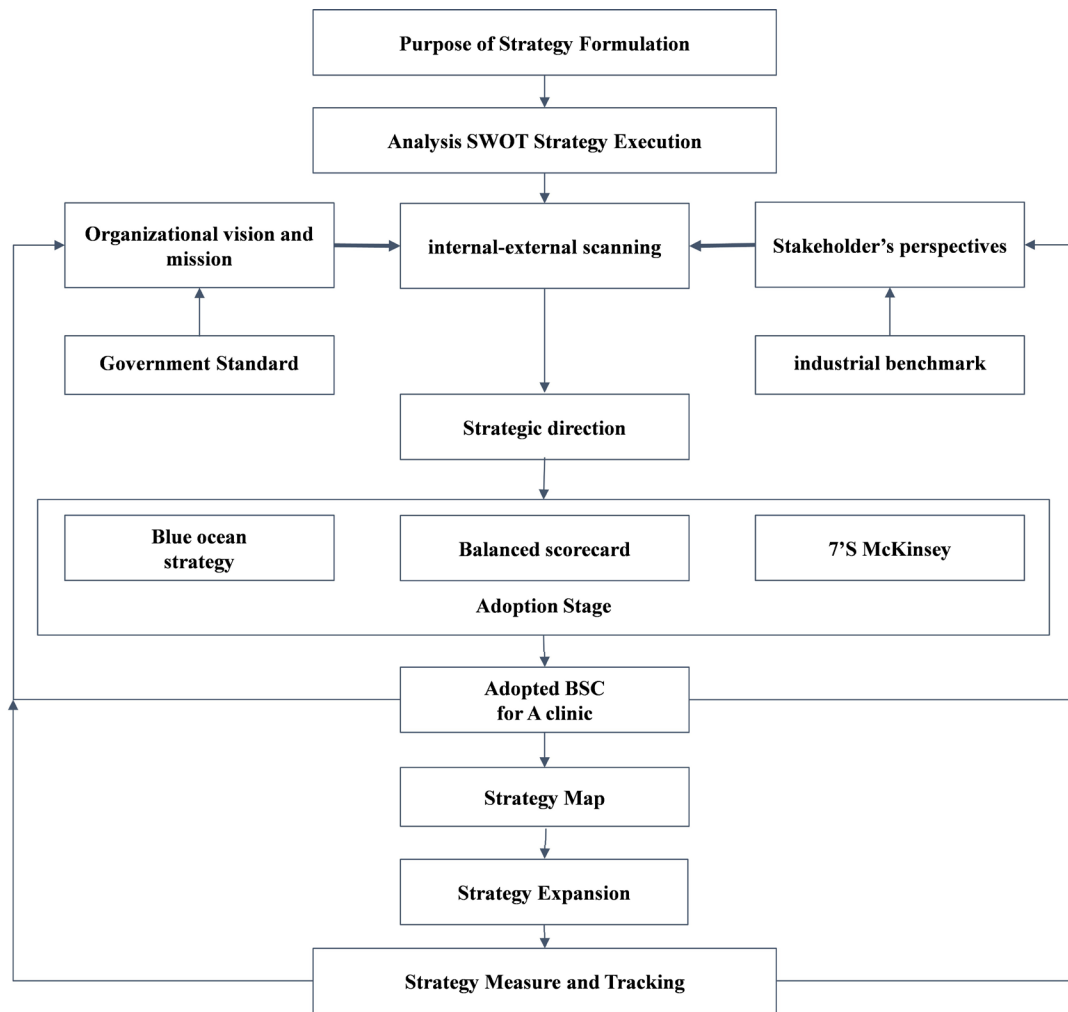 Purpose of Strategy Formulation
Analysis SWOT Strategy Execution
Organizational vision and
mission
internal-external scanning
Stakeholder’s perspectives
Government Standard
industrial benchmark
Strategic direction
Blue ocean
strategy
Balanced scorecard
7’S McKinsey
Adoption Stage
Adopted BSC
for A clinic
Strategy Map
Strategy Expansion
Strategy Measure and Tracking